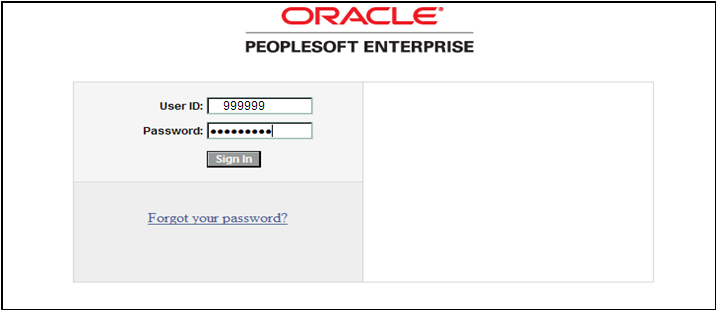 ORACLE®
PEOPLESOFT ENTERPRISE
User ID: 999999
Password: •••••••••
Sign In
Forgot your password?